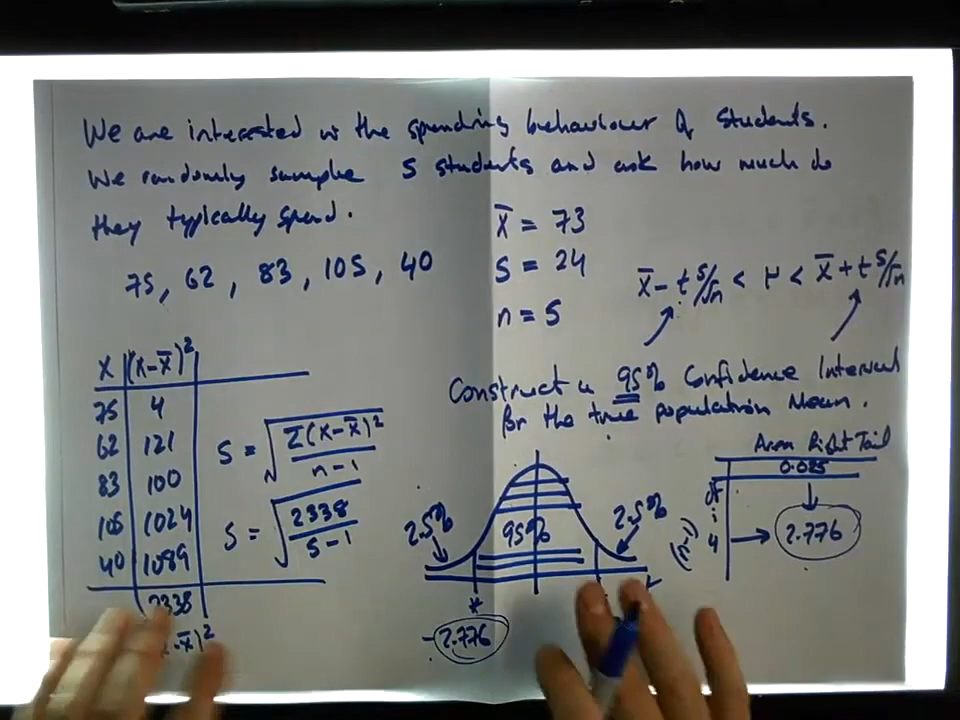 We are interested in the spending behaviour of students.
We randomly sample 5 students and ask how much do
they typically spend.
75, 62, 83, 105, 40
x̄ = 73
s = 24
n = 5
x̄ - t s/√n < μ < x̄ + t s/√n
Construct a 95% Confidence Interval
for the true population mean.
x (x-x̄)²
75 4
62 121
83 100
105 1024
40 1089
2338
x-x̄)²
S = √Σ(x-x̄)²/n-1
S = √2338/5-1
2.5% 95% 2.5%
-2.776
Area Right Tail
0.025
df
(n-1) 4 2.776